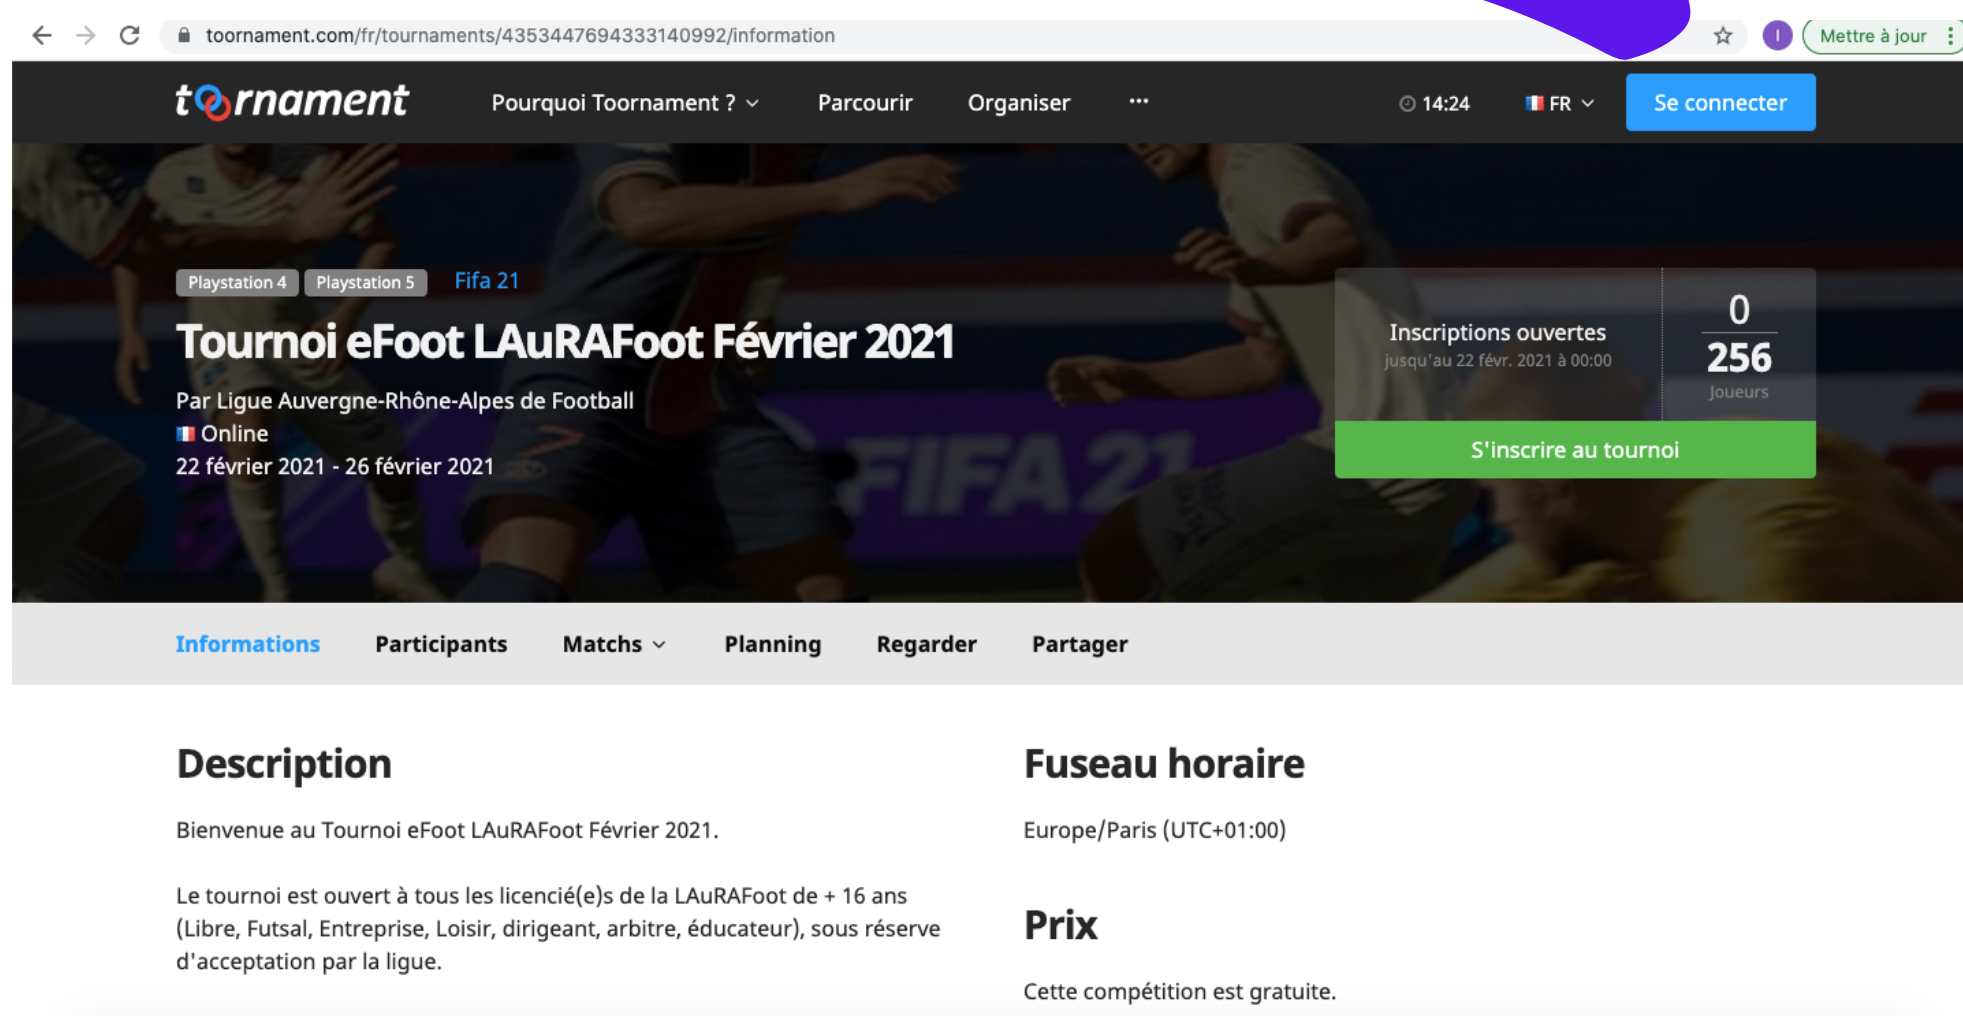 toornament.com/fr/tournaments/4353447694333140992/information
I
Mettre à jour
toornament
Pourquoi Toornament ?
Parcourir
Organiser
···
14:24
FR
Se connecter
Playstation 4
Playstation 5
Fifa 21
Tournoi eFoot LAuRAFoot Février 2021
Par Ligue Auvergne-Rhône-Alpes de Football
Online
22 février 2021 - 26 février 2021
Inscriptions ouvertes
jusqu'au 22 févr. 2021 à 00:00
0
256
Joueurs
S'inscrire au tournoi
FIFA 21
Informations
Participants
Matchs
Planning
Regarder
Partager
Description
Bienvenue au Tournoi eFoot LAuRAFoot Février 2021.
Le tournoi est ouvert à tous les licencié(e)s de la LAuRAFoot de + 16 ans
(Libre, Futsal, Entreprise, Loisir, dirigeant, arbitre, éducateur), sous réserve
d'acceptation par la ligue.
Fuseau horaire
Europe/Paris (UTC+01:00)
Prix
Cette compétition est gratuite.